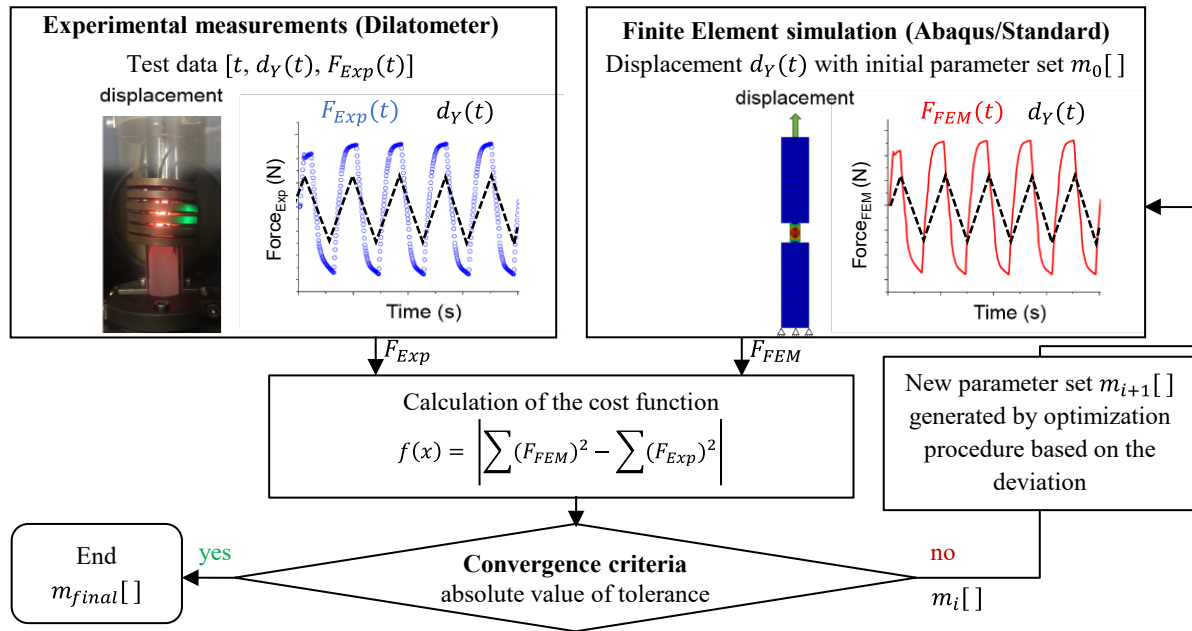 Experimental measurements (Dilatometer)
Test data [t, d_Y(t), F_Exp(t)]
displacement
F_Exp(t) d_Y(t)
Force_Exp (N)
Time (s)
Finite Element simulation (Abaqus/Standard)
Displacement d_Y(t) with initial parameter set m_0[ ]
displacement
F_FEM(t) d_Y(t)
Force_FEM (N)
Time (s)
F_Exp
F_FEM
Calculation of the cost function
f(x) = |∑(F_FEM)^2 − ∑(F_Exp)^2|
New parameter set m_{i+1}[ ]
generated by optimization
procedure based on the
deviation
Convergence criteria
absolute value of tolerance
yes
no
m_i[ ]
End
m_final[ ]